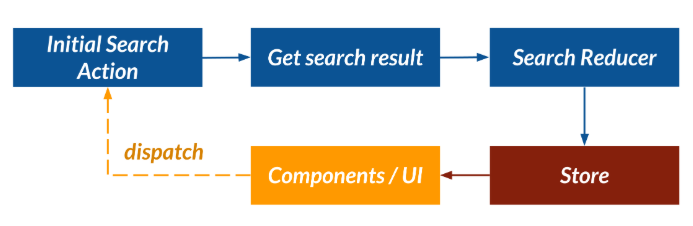 Initial Search
Action
Get search result
Search Reducer
dispatch
Components / UI
Store